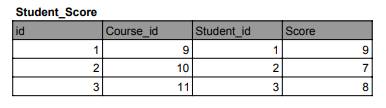 Student_Score
id Course_id Student_id Score
1 9 1 9
2 10 2 7
3 11 3 8